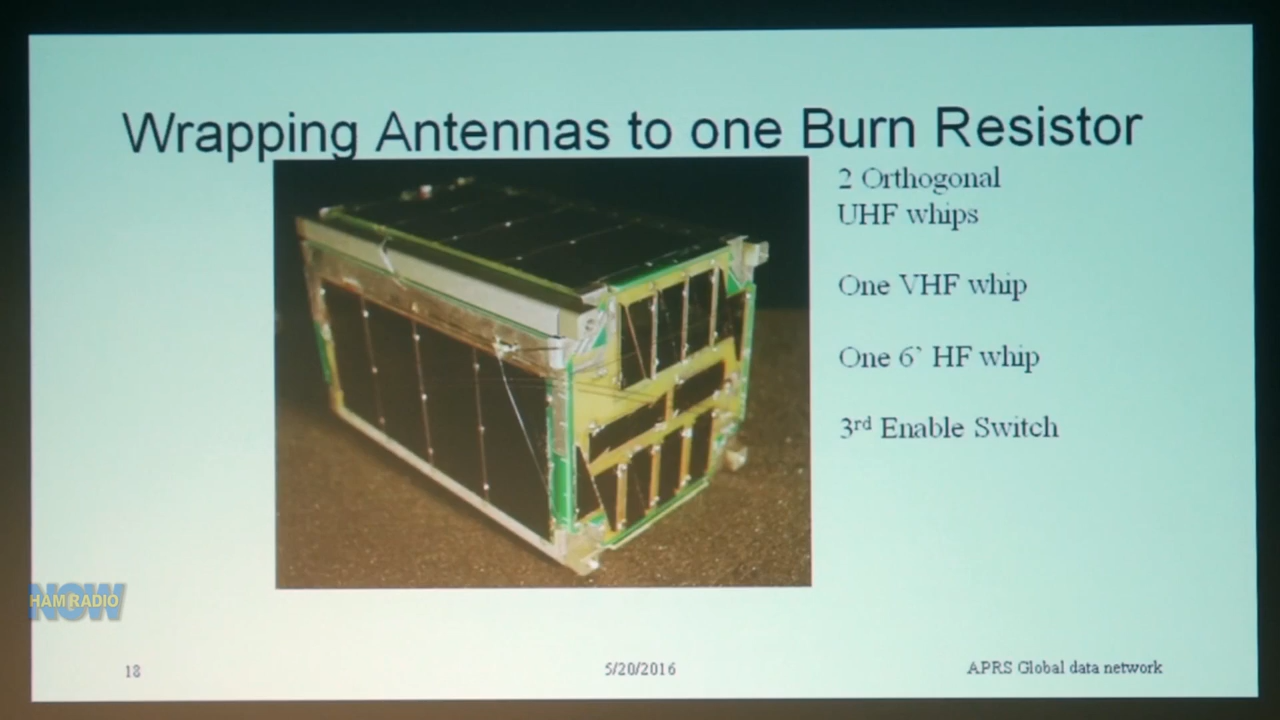 Wrapping Antennas to one Burn Resistor
2 Orthogonal
UHF whips
One VHF whip
One 6` HF whip
3rd Enable Switch
NOW
HAM RADIO
18
5/20/2016
APRS Global data network